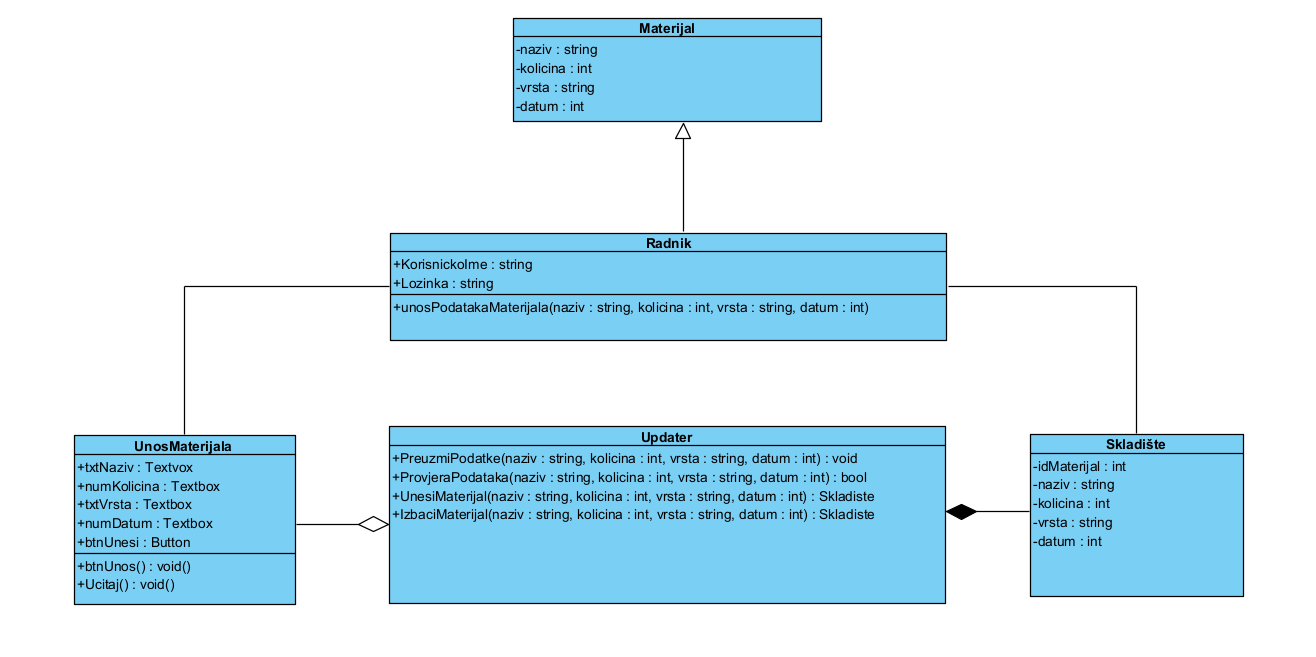 Materijal
-naziv : string
-kolicina : int
-vrsta : string
-datum : int
Radnik
+KorisnickoIme : string
+Lozinka : string
+unosPodatakaMaterijala(naziv : string, kolicina : int, vrsta : string, datum : int)
UnosMaterijala
+txtNaziv : Textvox
+numKolicina : Textbox
+txtVrsta : Textbox
+numDatum : Textbox
+btnUnesi : Button
+btnUnos() : void()
+Ucitaj() : void()
Updater
+PreuzmiPodatke(naziv : string, kolicina : int, vrsta : string, datum : int) : void
+ProvjeraPodataka(naziv : string, kolicina : int, vrsta : string, datum : int) : bool
+UnesiMaterijal(naziv : string, kolicina : int, vrsta : string, datum : int) : Skladiste
+IzbaciMaterijal(naziv : string, kolicina : int, vrsta : string, datum : int) : Skladiste
Skladište
-idMaterijal : int
-naziv : string
-kolicina : int
-vrsta : string
-datum : int